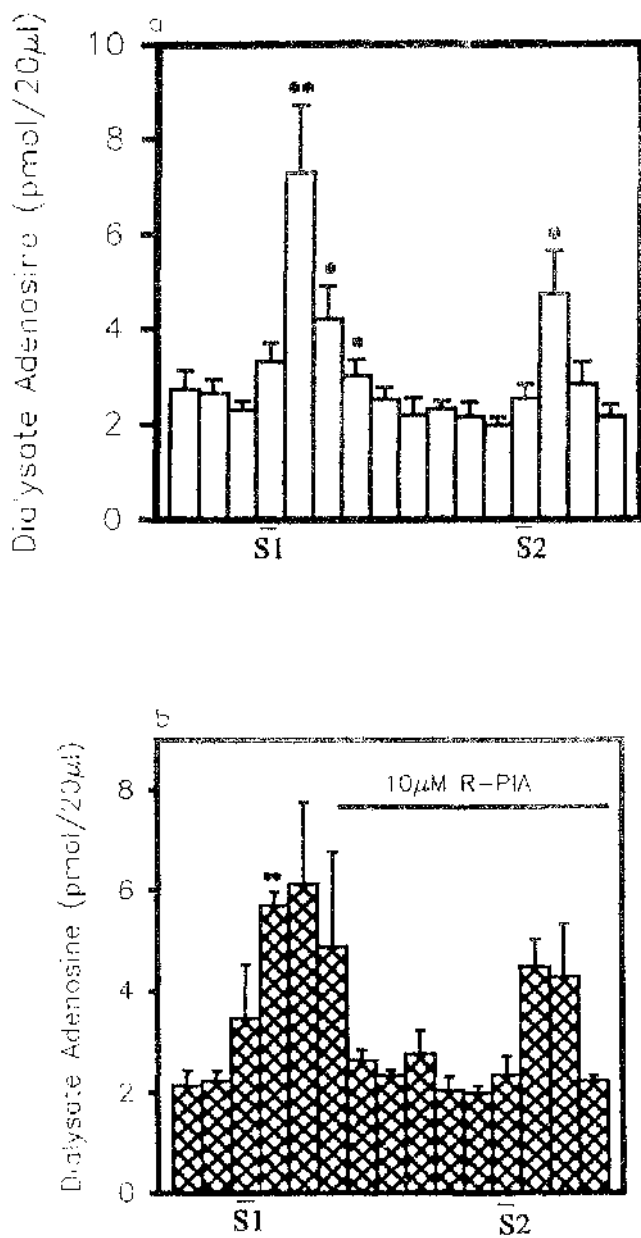 a
10
8
6
4
2
0
Dialysate Adenosine (pmol/20µl)
**
*
*
*
S1
S2
b
8
6
4
2
0
Dialysate Adenosine (pmol/20µl)
10µM R-PIA
**
S1
S2